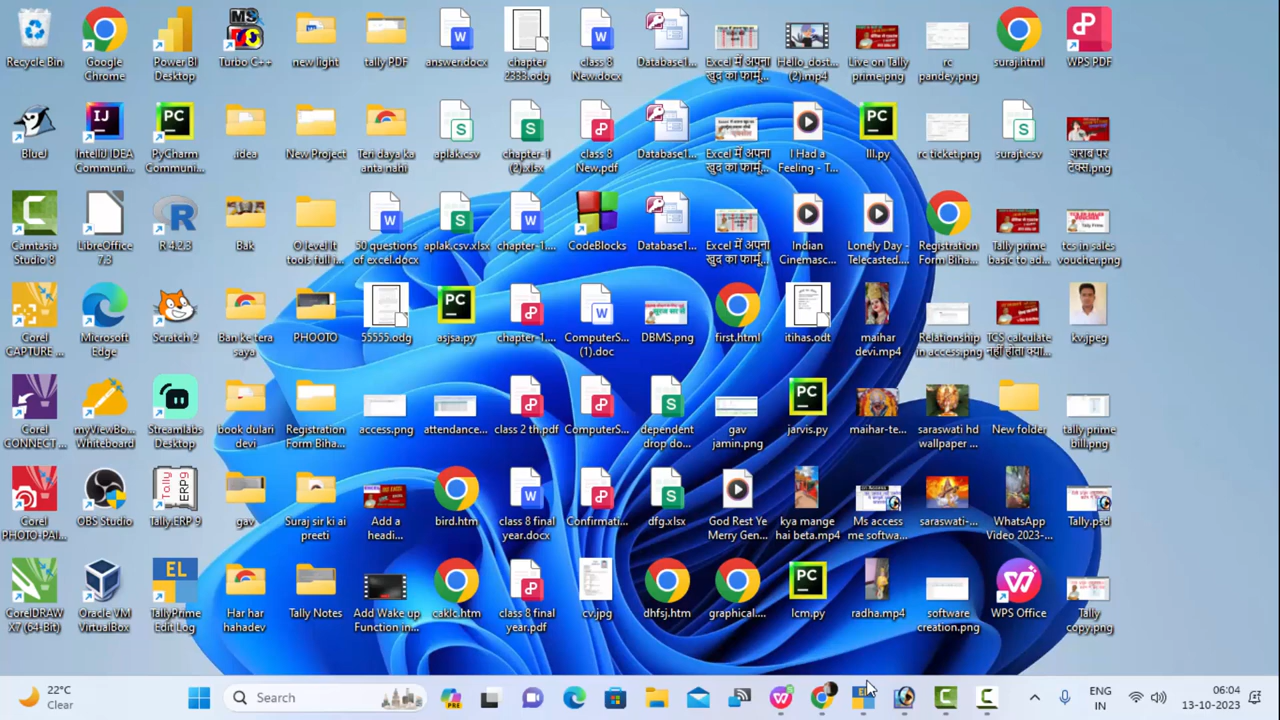 Recycle Bin
Google
Chrome
Power BI
Desktop
Turbo C++
new light
tally PDF
answer.docx
chapter
2333.odg
class 8
New.docx
Database1...
Excel में अपना
खुद का फार्मू...
Hello_dost...
(2).mp4
Live on Tally
prime.png
rc
pandey.png
suraj.html
WPS PDF
BlueJ
IntelliJ IDEA
Communi...
PyCharm
Communi...
.idea
New Project
Teri daya ka
anta nahi
aplak.csv
chapter-1
(2).xlsx
class 8
New.pdf
Database1...
Excel में अपना
खुद का फार्मू...
I Had a
Feeling - T...
lll.py
rc ticket.png
surajt.csv
शराब पर
टेक्स.png
Camtasia
Studio 8
LibreOffice
7.3
R 4.2.3
Bak
O level It
tools full i...
50 questions
of excel.docx
aplak.csv.xlsx
chapter-1....
CodeBlocks
Database1...
Excel में अपना
खुद का फार्मू...
Indian
Cinemasc...
Lonely Day -
Telecasted...
Registration
Form Biha...
Tally prime
basic to ad...
tcs in sales
voucher.png
Corel
CAPTURE ...
Microsoft
Edge
Scratch 2
Ban ke tera
saya
PHOOTO
55555.odg
asjsa.py
chapter-1....
ComputerS...
(1).doc
DBMS.png
first.html
itihas.odt
maihar
devi.mp4
Relationship
in access.png
TCS calculate
नहीं होता क्या...
kv.jpeg
Corel
CONNECT ...
myViewBo...
Whiteboard
Streamlabs
Desktop
book dulari
devi
Registration
Form Biha...
access.png
attendance...
class 2 th.pdf
ComputerS...
dependent
drop do...
gav
jamin.png
jarvis.py
maihar-te...
saraswati hd
wallpaper ...
New folder
tally prime
bill.png
Corel
PHOTO-PAI...
OBS Studio
Tally.ERP 9
gav
Suraj sir ki ai
preeti
Add a
headi...
bird.htm
class 8 final
year.docx
Confirmati...
dfg.xlsx
God Rest Ye
Merry Gen...
kya mange
hai beta.mp4
Ms access
me softwa...
saraswati-...
WhatsApp
Video 2023-...
Tally.psd
CorelDRAW
X7 (64-Bit)
Oracle VM
VirtualBox
TallyPrime
Edit Log
Har har
hahadev
Tally Notes
Add Wake up
Function in...
caklc.htm
class 8 final
year.pdf
cv.jpg
dhfsj.htm
graphical....
lcm.py
radha.mp4
software
creation.png
WPS Office
Tally
copy.png
22°C
Clear
Search
PRE
ENG
IN
06:04
13-10-2023